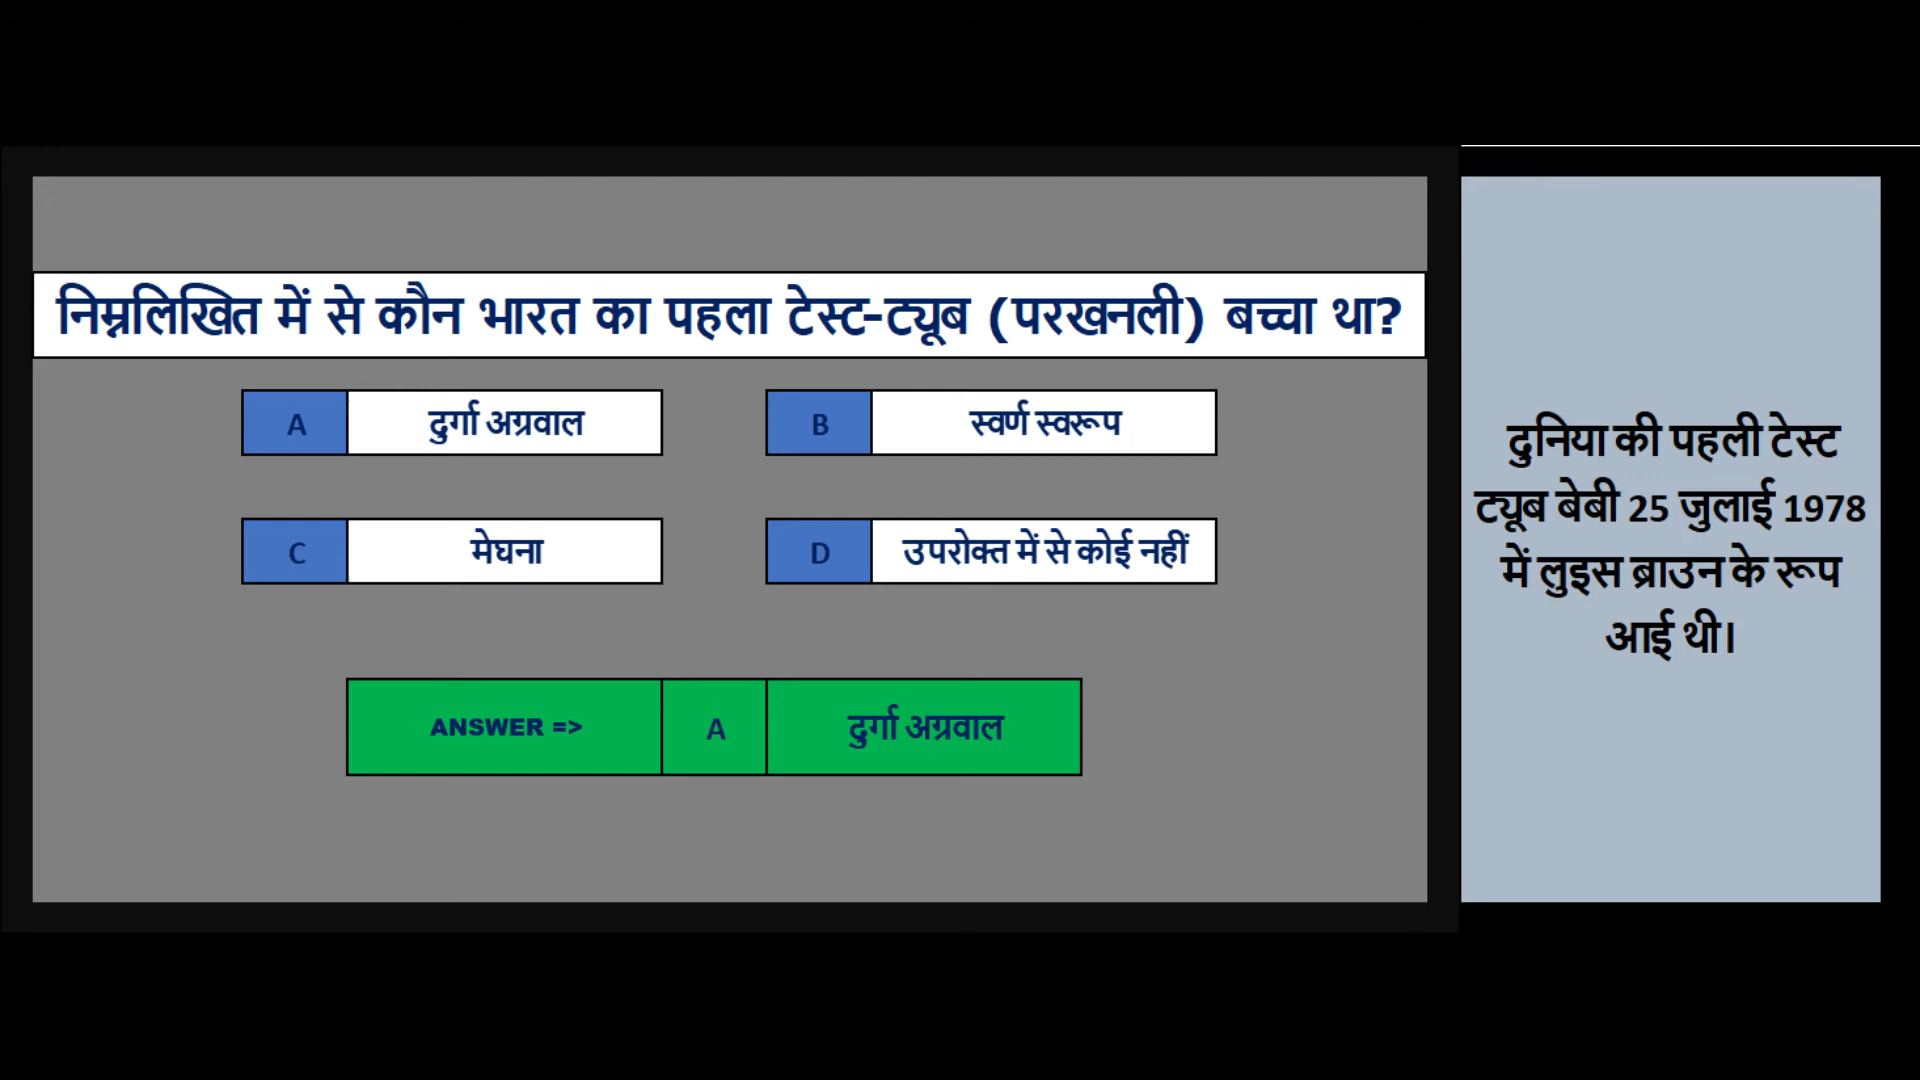 निम्नलिखित में से कौन भारत का पहला टेस्ट-ट्यूब (परखनली) बच्चा था?
A दुर्गा अग्रवाल
B स्वर्ण स्वरूप
C मेघना
D उपरोक्त में से कोई नहीं
ANSWER => A दुर्गा अग्रवाल
दुनिया की पहली टेस्ट
ट्यूब बेबी 25 जुलाई 1978
में लुइस ब्राउन के रूप
आई थी।